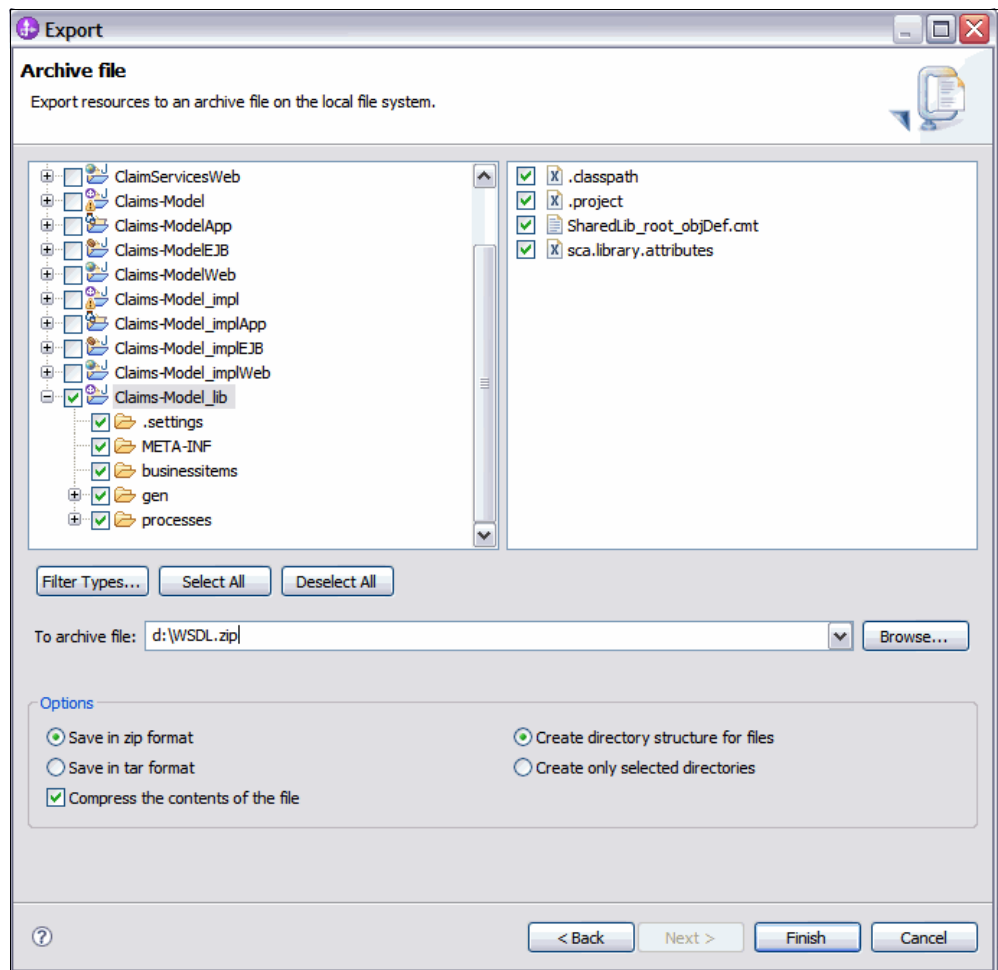 Export
Archive file
Export resources to an archive file on the local file system.
ClaimServicesWeb
Claims-Model
Claims-ModelApp
Claims-ModelEJB
Claims-ModelWeb
Claims-Model_impl
Claims-Model_implApp
Claims-Model_implEJB
Claims-Model_implWeb
Claims-Model_lib
.settings
META-INF
businessitems
gen
processes
.classpath
.project
SharedLib_root_objDef.cmt
sca.library.attributes
Filter Types... Select All Deselect All
To archive file: d:\WSDL.zip Browse...
Options
Save in zip format Create directory structure for files
Save in tar format Create only selected directories
Compress the contents of the file
? < Back Next > Finish Cancel